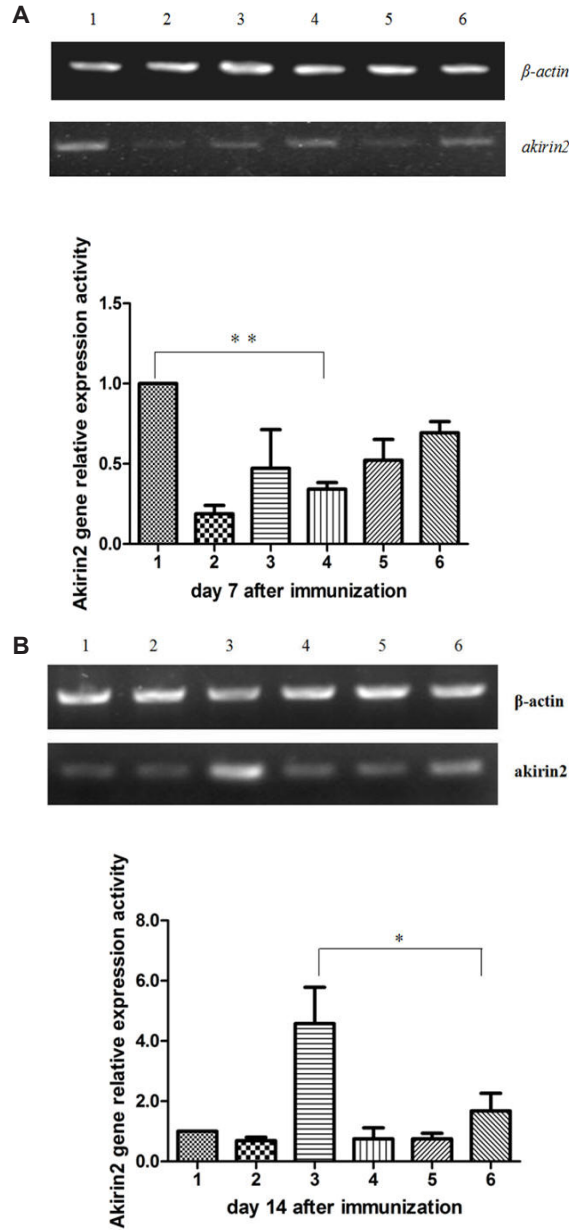 A
1 2 3 4 5 6
β-actin
akirin2
Akirin2 gene relative expression activity
1.5
1.0
0.5
0.0
* *
1 2 3 4 5 6
day 7 after immunization
B
1 2 3 4 5 6
β-actin
akirin2
Akirin2 gene relative expression activity
8.0
6.0
4.0
2.0
0.0
*
1 2 3 4 5 6
day 14 after immunization